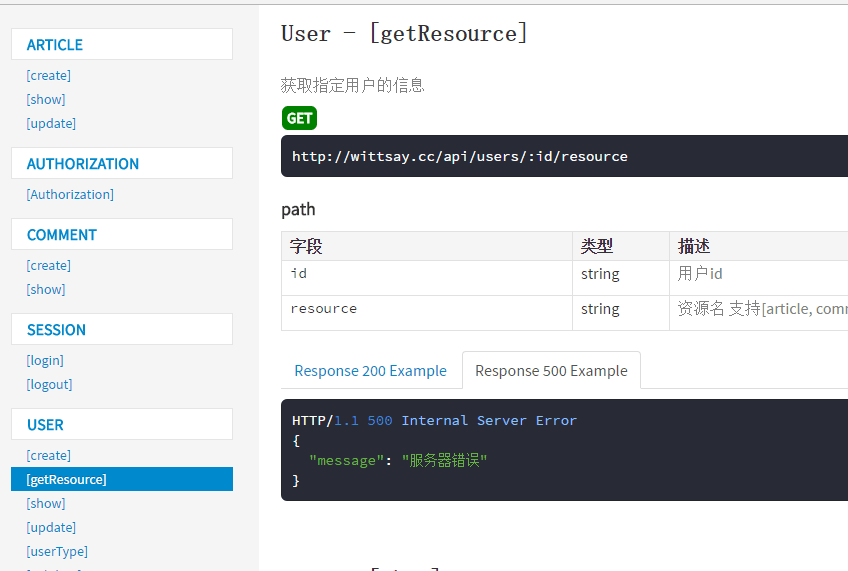 ARTICLE
[create]
[show]
[update]
AUTHORIZATION
[Authorization]
COMMENT
[create]
[show]
SESSION
[login]
[logout]
USER
[create]
[getResource]
[show]
[update]
[userType]
User - [getResource]
获取指定用户的信息
GET
http://wittsay.cc/api/users/:id/resource
path
字段 类型 描述
id string 用户id
resource string 资源名 支持[article,
Response 200 Example Response 500 Example
HTTP/1.1 500 Internal Server Error
{
"message": "服务器错误"
}